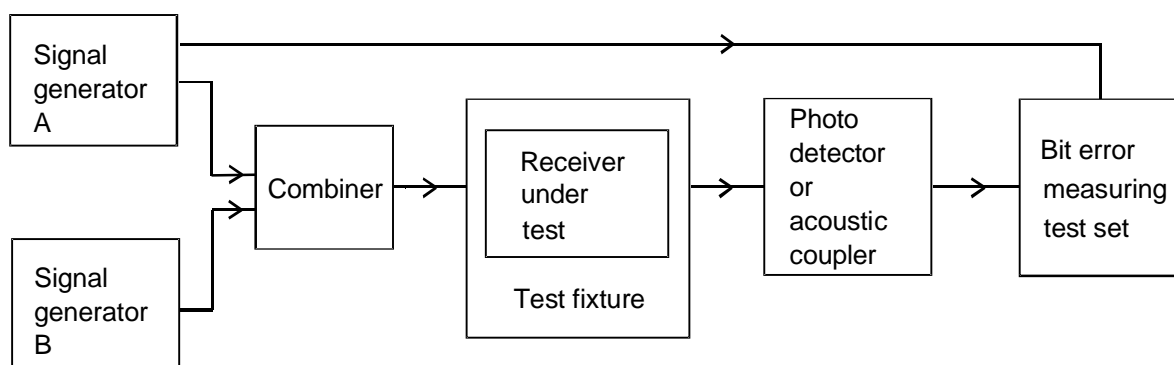 Signal
generator
A
Signal
generator
B
Combiner
Receiver
under
test
Test fixture
Photo
detector
or
acoustic
coupler
Bit error
measuring
test set